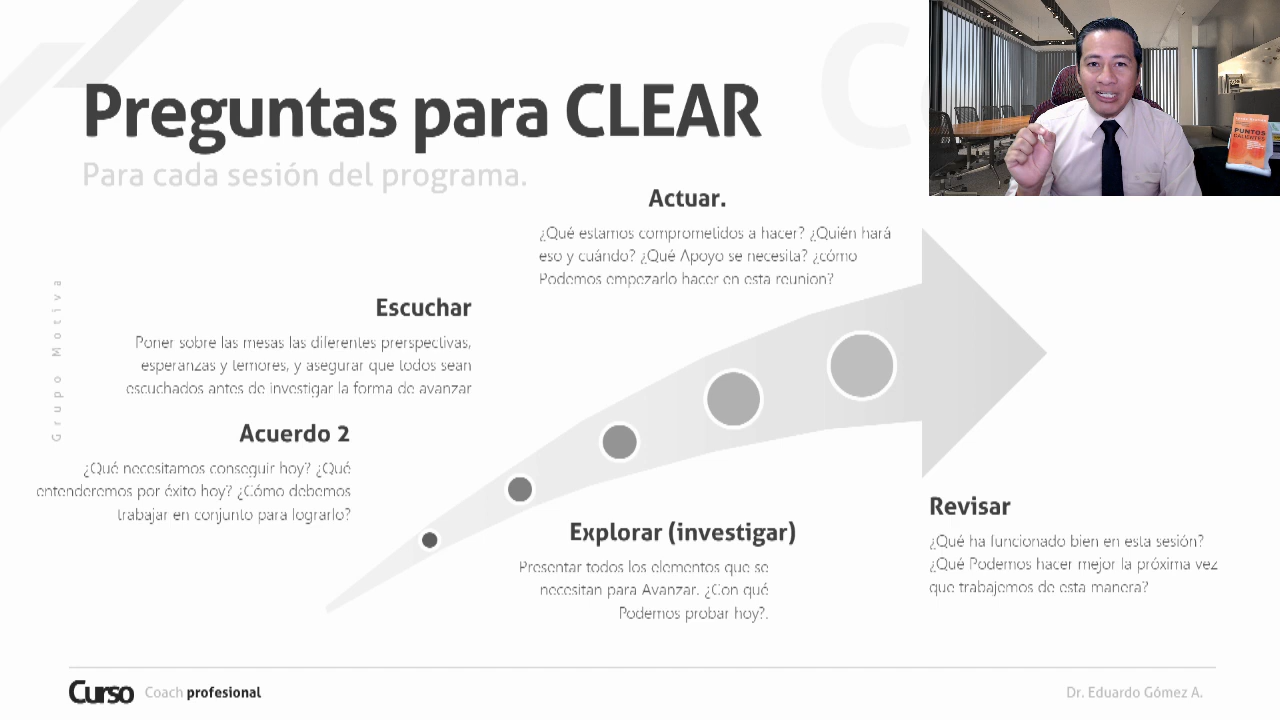 Preguntas para CLEAR
Para cada sesión del programa.
Actuar.
¿Qué estamos comprometidos a hacer? ¿Quién hará
eso y cuándo? ¿Qué Apoyo se necesita? ¿cómo
Podemos empezarlo hacer en esta reunion?
Escuchar
Poner sobre las mesas las diferentes prerspectivas,
esperanzas y temores, y asegurar que todos sean
escuchados antes de investigar la forma de avanzar
Grupo Motiva
Acuerdo 2
¿Qué necesitamos conseguir hoy? ¿Qué
entenderemos por éxito hoy? ¿Cómo debemos
trabajar en conjunto para lograrlo?
Explorar (investigar)
Presentar todos los elementos que se
necesitan para Avanzar. ¿Con qué
Podemos probar hoy?.
Revisar
¿Qué ha funcionado bien en esta sesión?
¿Qué Podemos hacer mejor la próxima vez
que trabajemos de esta manera?
PUNTOS
CALIENTES
Curso Coach profesional
Dr. Eduardo Gómez A.